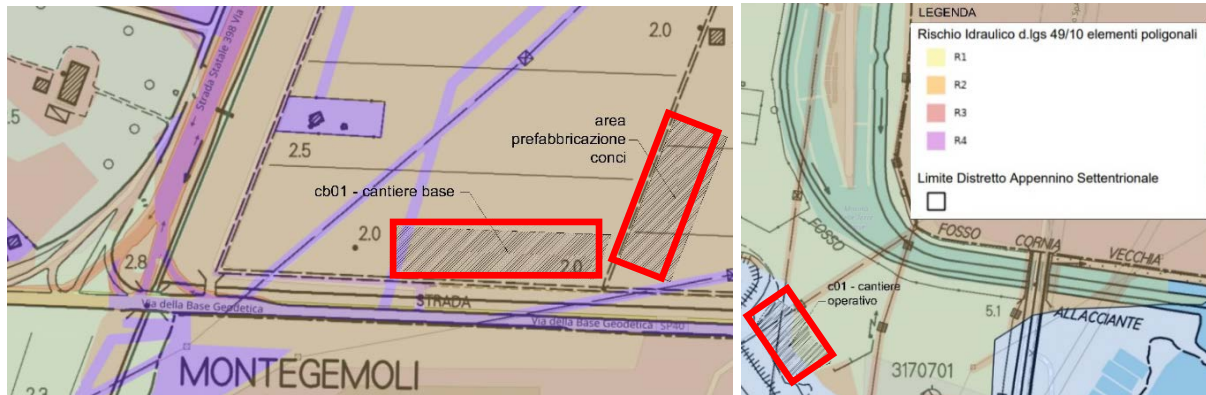 Strada Statale 398 Via
2.0
.5
2.5
area
prefabbricazione
conci
cb01 - cantiere base
2.0
2.0
2.8
STRADA
Via della Base Geodetica
Via della Base Geodetica - SP40
MONTEGEMOLI
2.3
LEGENDA
Rischio Idraulico d.lgs 49/10 elementi poligonali
R1
R2
R3
R4
Limite Distretto Appennino Settentrionale
FOSSO
FOSSO
CORNIA
VECCHIA
c01 - cantiere
operativo
5.1
ALLACCIANTE
3170701